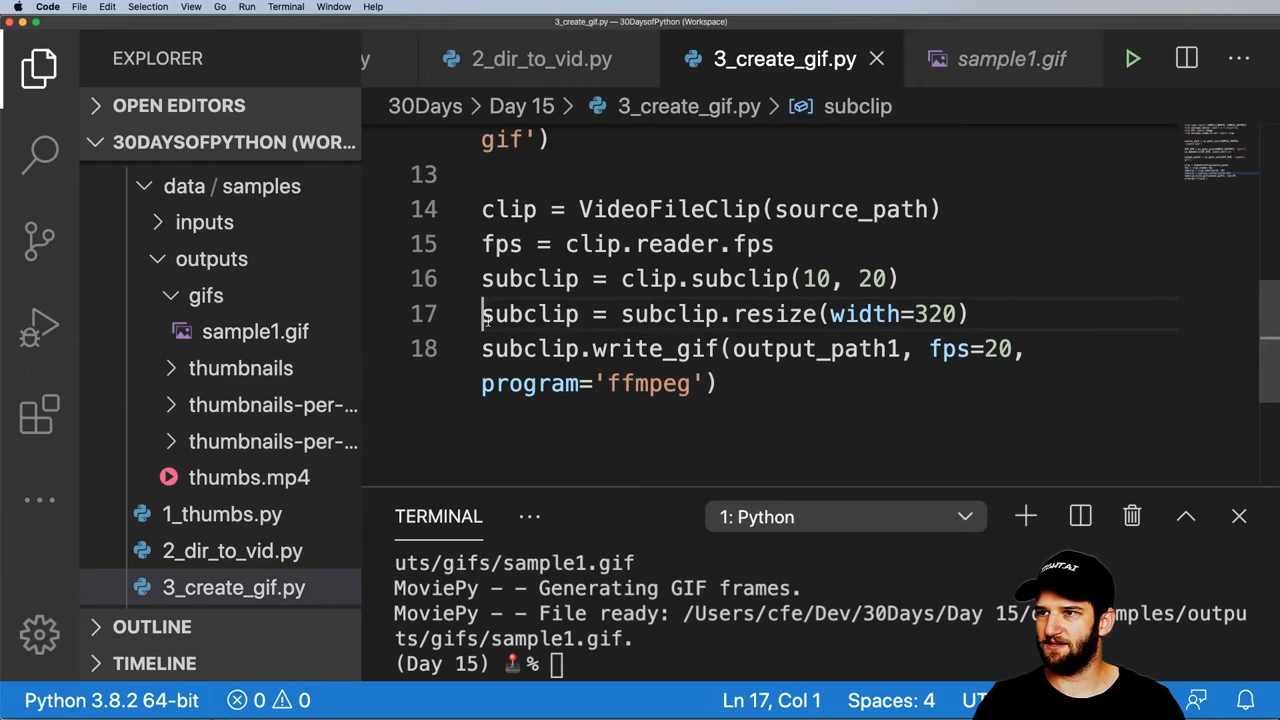 Code File Edit Selection View Go Run Terminal Window Help
3_create_gif.py — 30DaysofPython (Workspace)
EXPLORER
y 2_dir_to_vid.py 3_create_gif.py sample1.gif
OPEN EDITORS
30DAYSOFPYTHON (WOR...
data / samples
inputs
outputs
gifs
sample1.gif
thumbnails
thumbnails-per-...
thumbnails-per-...
thumbs.mp4
1_thumbs.py
2_dir_to_vid.py
3_create_gif.py
OUTLINE
TIMELINE
30Days > Day 15 > 3_create_gif.py > subclip
gif')
13
14 clip = VideoFileClip(source_path)
15 fps = clip.reader.fps
16 subclip = clip.subclip(10, 20)
17 subclip = subclip.resize(width=320)
18 subclip.write_gif(output_path1, fps=20,
program='ffmpeg')
TERMINAL ... 1: Python
uts/gifs/sample1.gif
MoviePy - - Generating GIF frames.
MoviePy - - File ready: /Users/cfe/Dev/30Days/Day 15/ mples/outpu
ts/gifs/sample1.gif.
(Day 15) %
Python 3.8.2 64-bit 0 0 Ln 17, Col 1 Spaces: 4